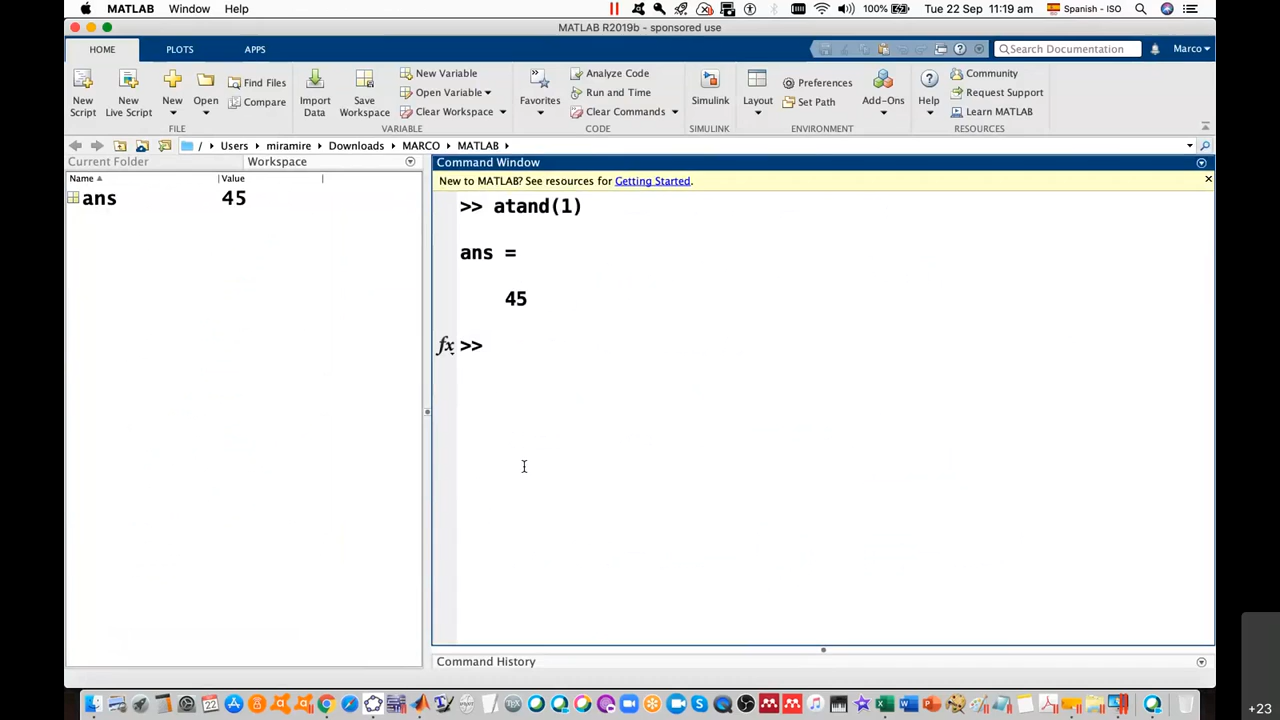 MATLAB Window Help 100% Tue 22 Sep 11:19 am Spanish - ISO
MATLAB R2019b - sponsored use
HOME PLOTS APPS Search Documentation Marco
New Script
New Live Script
New
Open
Find Files
Compare
Import Data
Save Workspace
New Variable
Open Variable
Clear Workspace
Favorites
Analyze Code
Run and Time
Clear Commands
Simulink
Layout
Preferences
Set Path
Add-Ons
Help
Community
Request Support
Learn MATLAB
FILE VARIABLE CODE SIMULINK ENVIRONMENT RESOURCES
/ Users miramire Downloads MARCO MATLAB
Current Folder Workspace
Name Value
ans 45
Command Window
New to MATLAB? See resources for Getting Started.
>> atand(1)
ans =
45
fx >>
Command History
+23